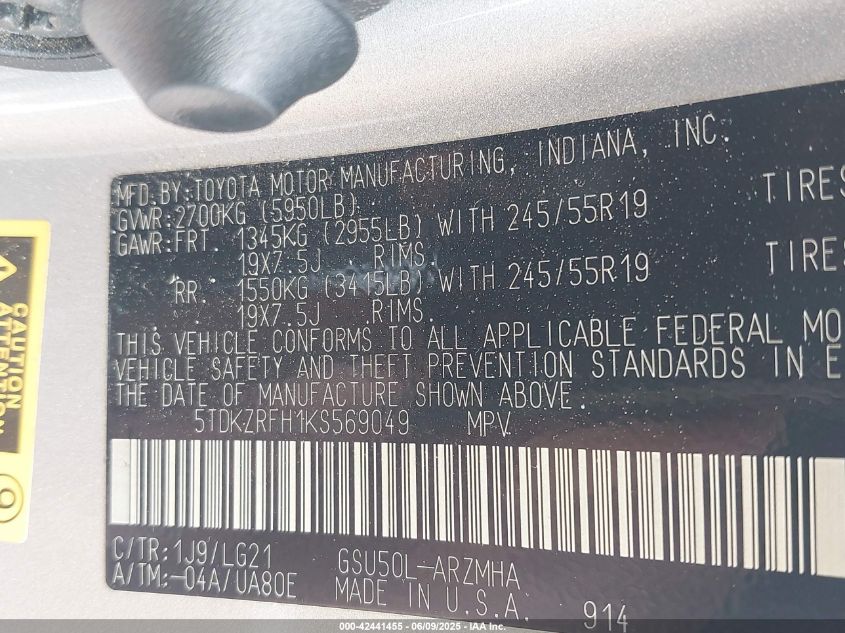 MFD.BY:TOYOTA MOTOR MANUFACTURING, INDIANA, INC.
GVWR:2700KG (5950LB)
GAWR:FRT. 1345KG (2955LB) WITH 245/55R19 TIRES
19X7.5J RIMS.
RR. 1550KG (3415LB) WITH 245/55R19 TIRES
19X7.5J RIMS.
THIS VEHICLE CONFORMS TO ALL APPLICABLE FEDERAL MO
VEHICLE SAFETY AND THEFT PREVENTION STANDARDS IN E
THE DATE OF MANUFACTURE SHOWN ABOVE.
5TDKZRFH1KS569049 MPV
C/TR:1J9/LG21 GSU50L-ARZMHA
A/TM:-04A/UA80E MADE IN U.S.A. 914
CAUTION
ATTENTION
9
000-42441455 - 06/09/2025 - IAA Inc.